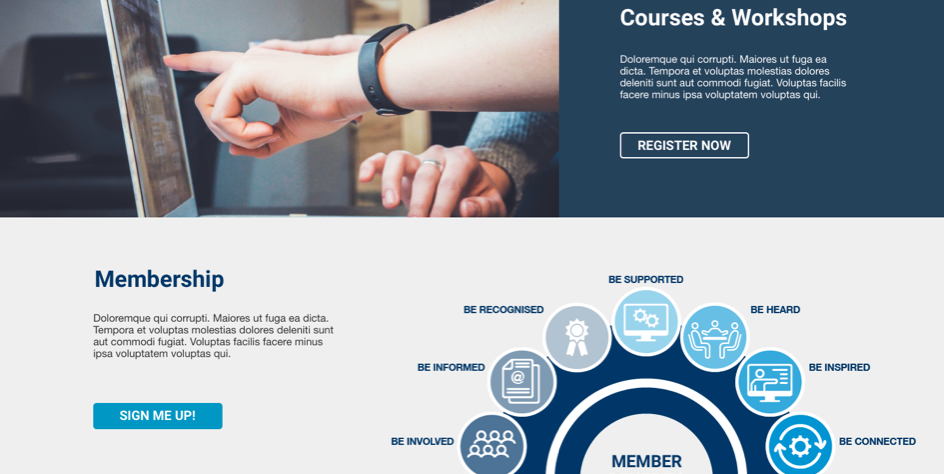 Courses & Workshops
Doloremque qui corrupti. Maiores ut fuga ea
dicta. Tempora et voluptas molestias dolores
deleniti sunt aut commodi fugiat. Voluptas facilis
facere minus ipsa voluptatem voluptas qui.
REGISTER NOW
Membership
Doloremque qui corrupti. Maiores ut fuga ea dicta.
Tempora et voluptas molestias dolores deleniti sunt
aut commodi fugiat. Voluptas facilis facere minus
ipsa voluptatem voluptas qui.
SIGN ME UP!
BE SUPPORTED
BE RECOGNISED
BE HEARD
BE INFORMED
@
BE INSPIRED
BE INVOLVED
BE CONNECTED
MEMBER